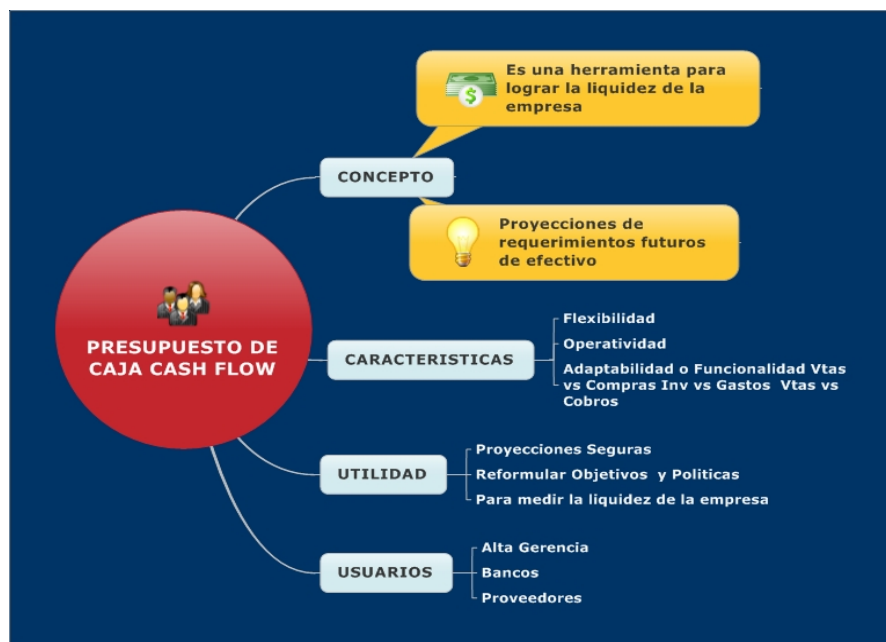 Es una herramienta para
lograr la liquidez de la
empresa
CONCEPTO
Proyecciones de
requerimientos futuros
de efectivo
PRESUPUESTO DE
CAJA CASH FLOW
CARACTERISTICAS
Flexibilidad
Operatividad
Adaptabilidad o Funcionalidad Vtas
vs Compras Inv vs Gastos Vtas vs
Cobros
UTILIDAD
Proyecciones Seguras
Reformular Objetivos y Politicas
Para medir la liquidez de la empresa
USUARIOS
Alta Gerencia
Bancos
Proveedores